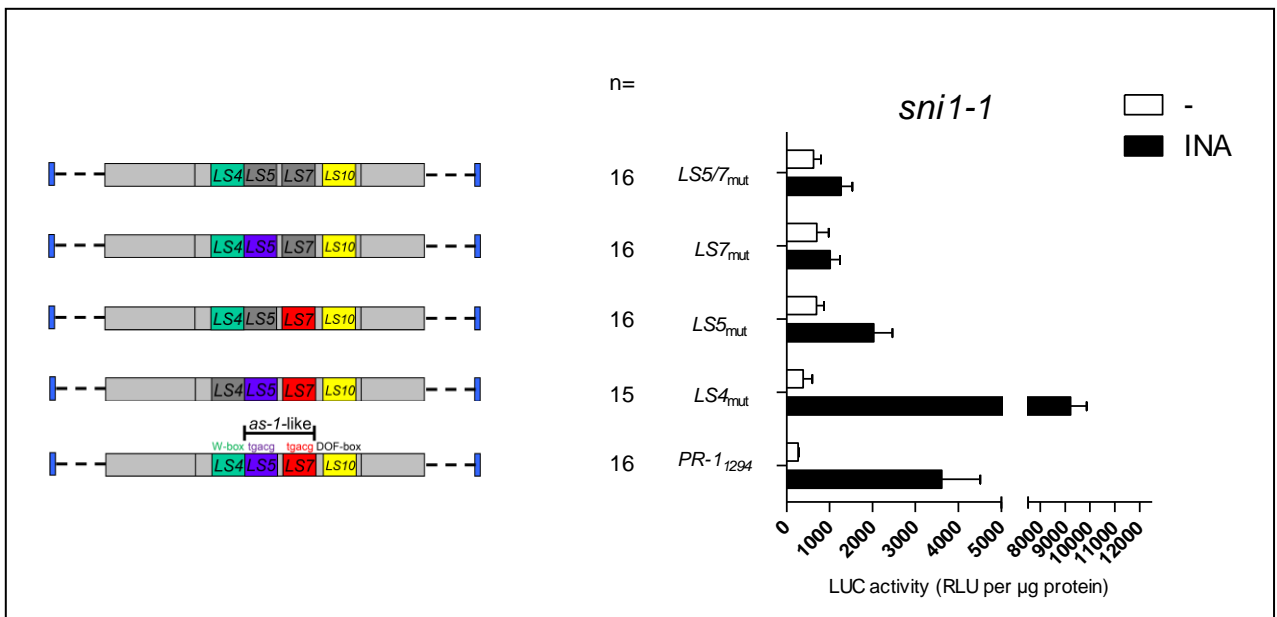 n=
sni1-1
-
INA
LS4 LS5 LS7 LS10
16
LS5/7mut
LS4 LS5 LS7 LS10
16
LS7mut
LS4 LS5 LS7 LS10
16
LS5mut
LS4 LS5 LS7 LS10
15
LS4mut
as-1-like
W-box tgacg tgacg DOF-box
LS4 LS5 LS7 LS10
16
PR-11294
0 1000 2000 3000 4000 5000 8000 9000 10000 11000 12000
LUC activity (RLU per µg protein)